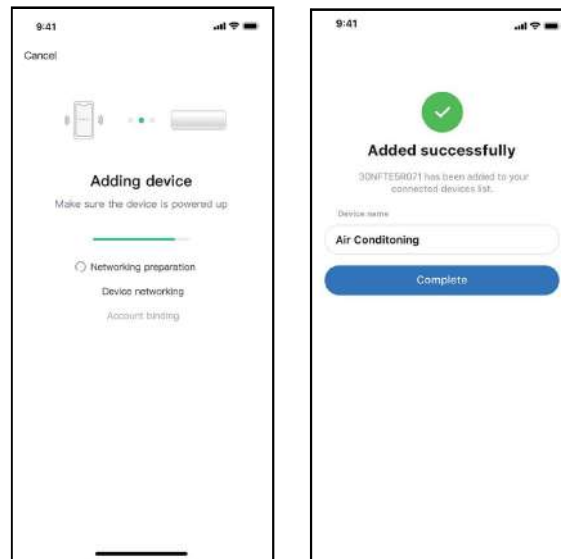 9:41
Cancel
Adding device
Make sure the device is powered up
Networking preparation
Device networking
Account binding
9:41
Added successfully
30NFTE5R071 has been added to your
connected devices list.
Device name
Air Conditoning
Complete